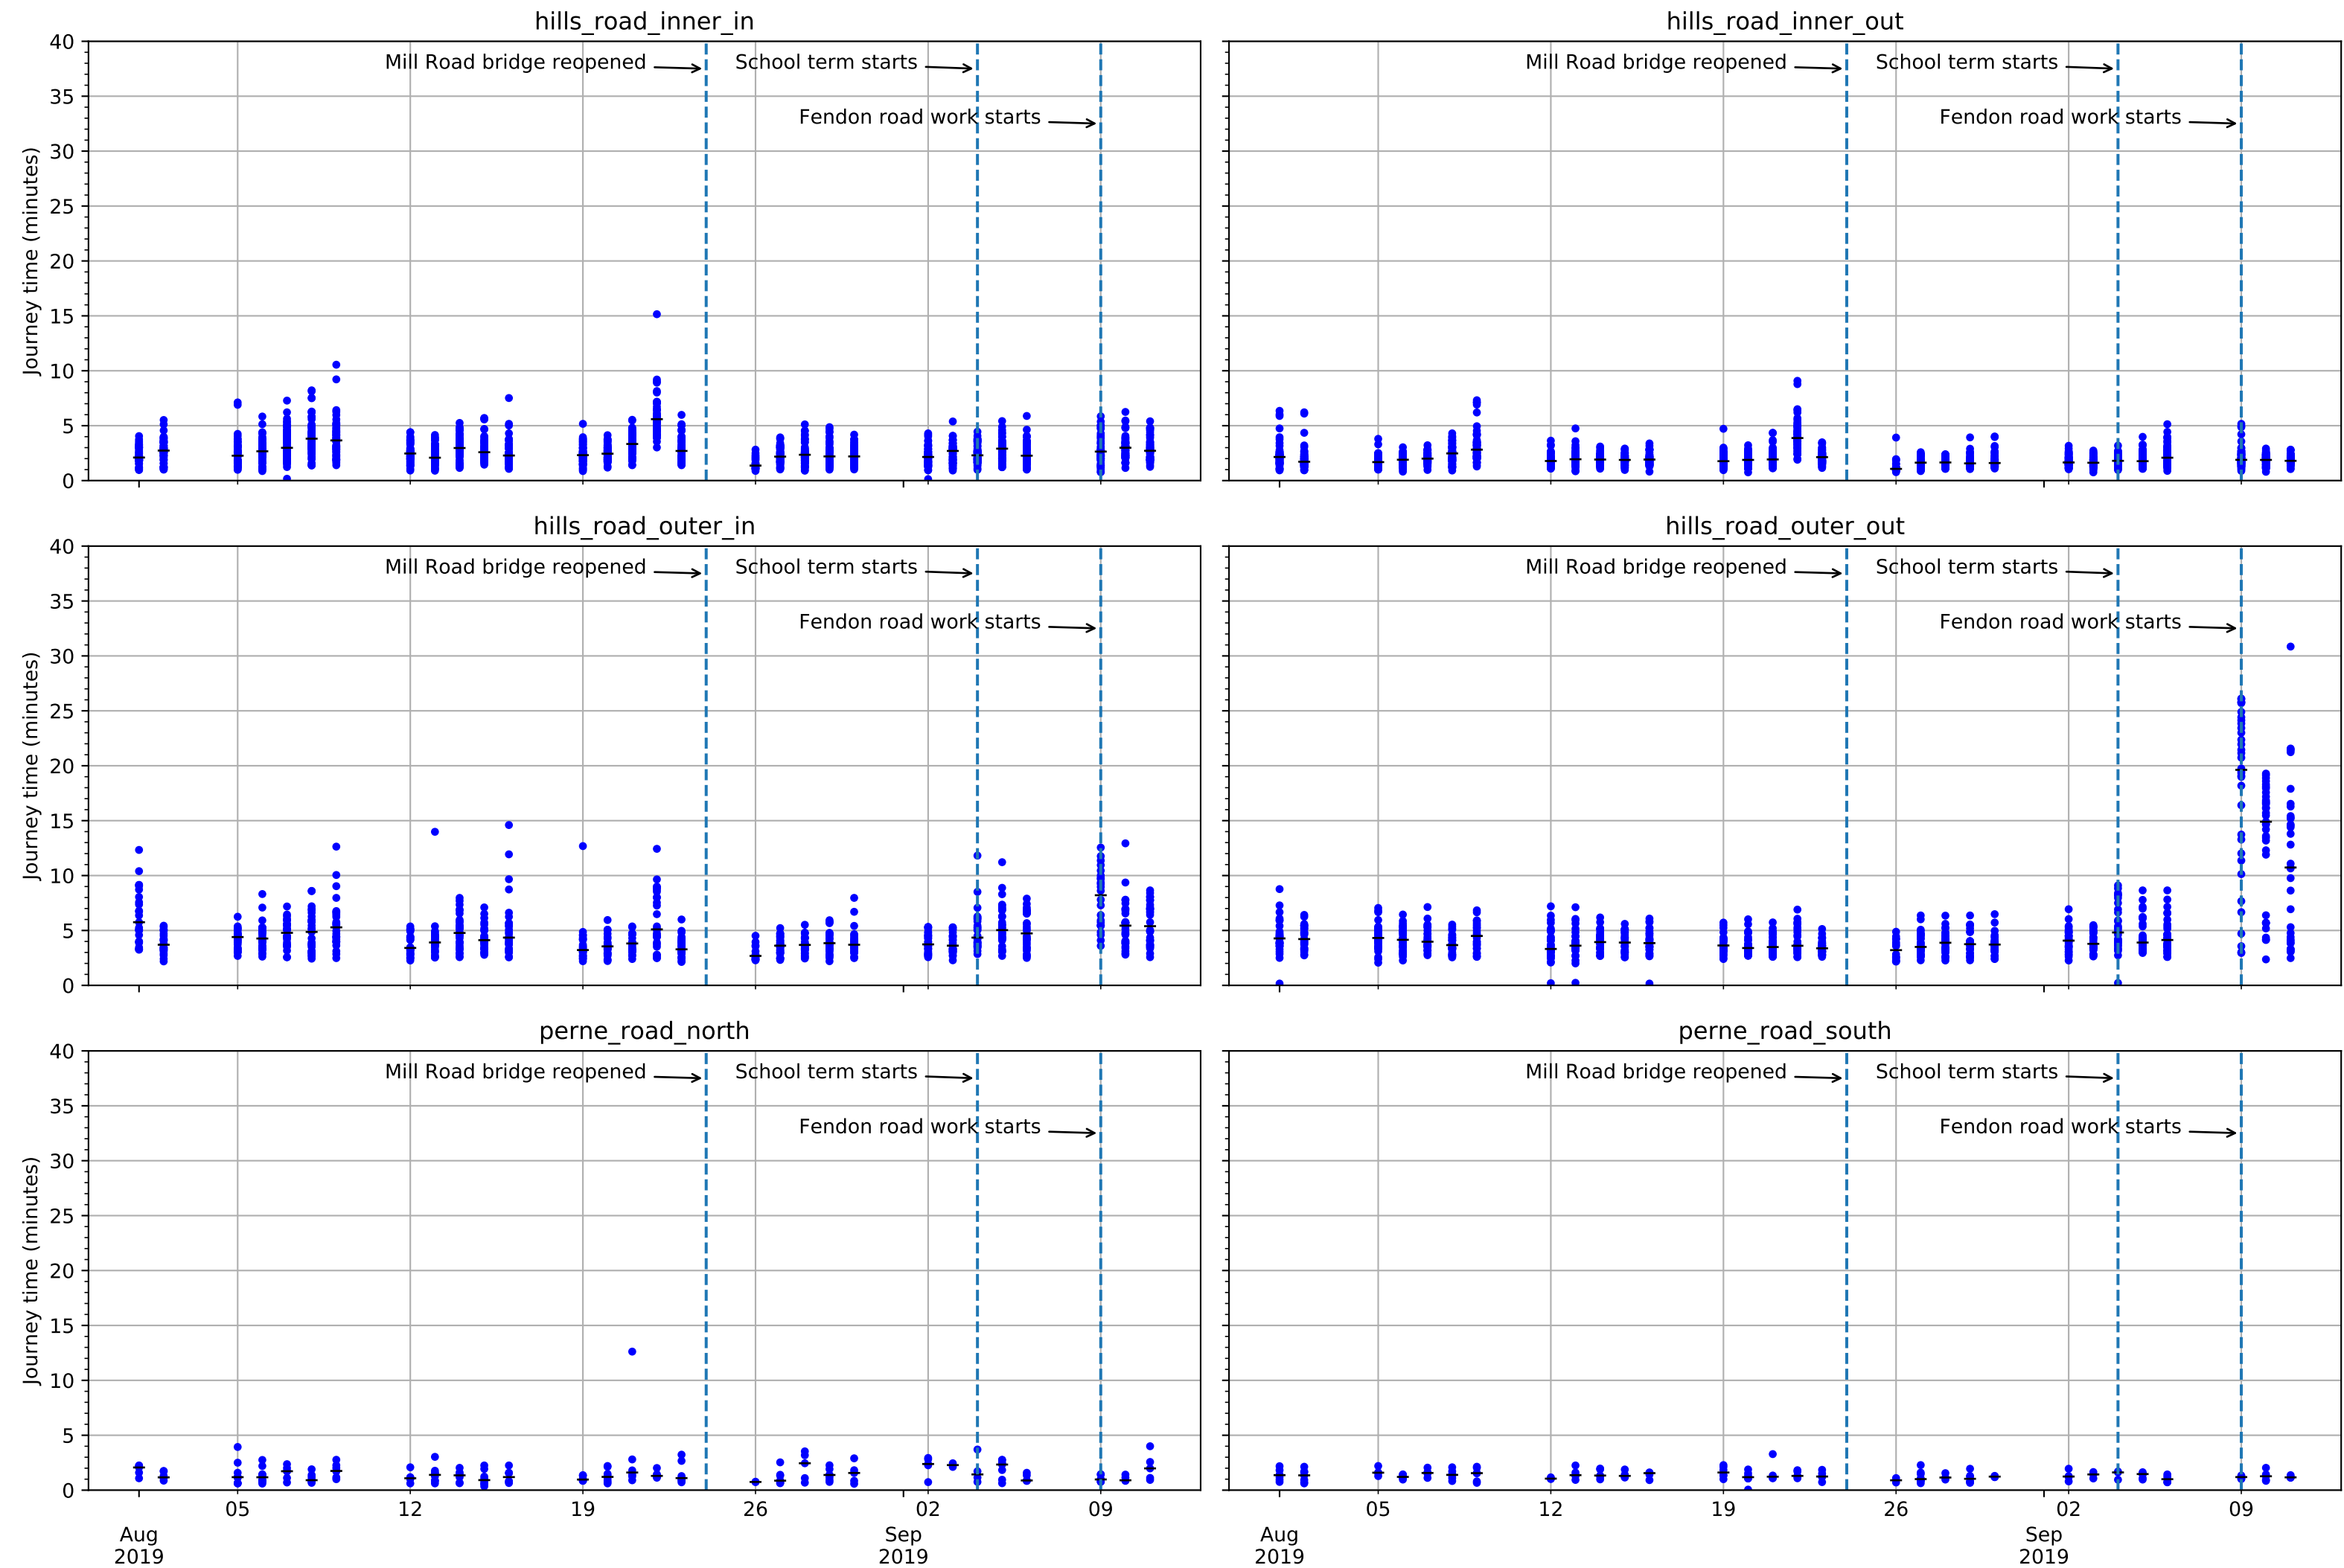 hills_road_inner_in
hills_road_inner_out
40
35
30
25
20
15
10
5
0
Journey time (minutes)
Mill Road bridge reopened
School term starts
Fendon road work starts
Mill Road bridge reopened
School term starts
Fendon road work starts
hills_road_outer_in
hills_road_outer_out
40
35
30
25
20
15
10
5
0
Journey time (minutes)
Mill Road bridge reopened
School term starts
Fendon road work starts
Mill Road bridge reopened
School term starts
Fendon road work starts
perne_road_north
perne_road_south
40
35
30
25
20
15
10
5
0
Journey time (minutes)
Mill Road bridge reopened
School term starts
Fendon road work starts
Mill Road bridge reopened
School term starts
Fendon road work starts
05 12 19 26 02 09
Aug Sep
2019 2019
05 12 19 26 02 09
Aug Sep
2019 2019